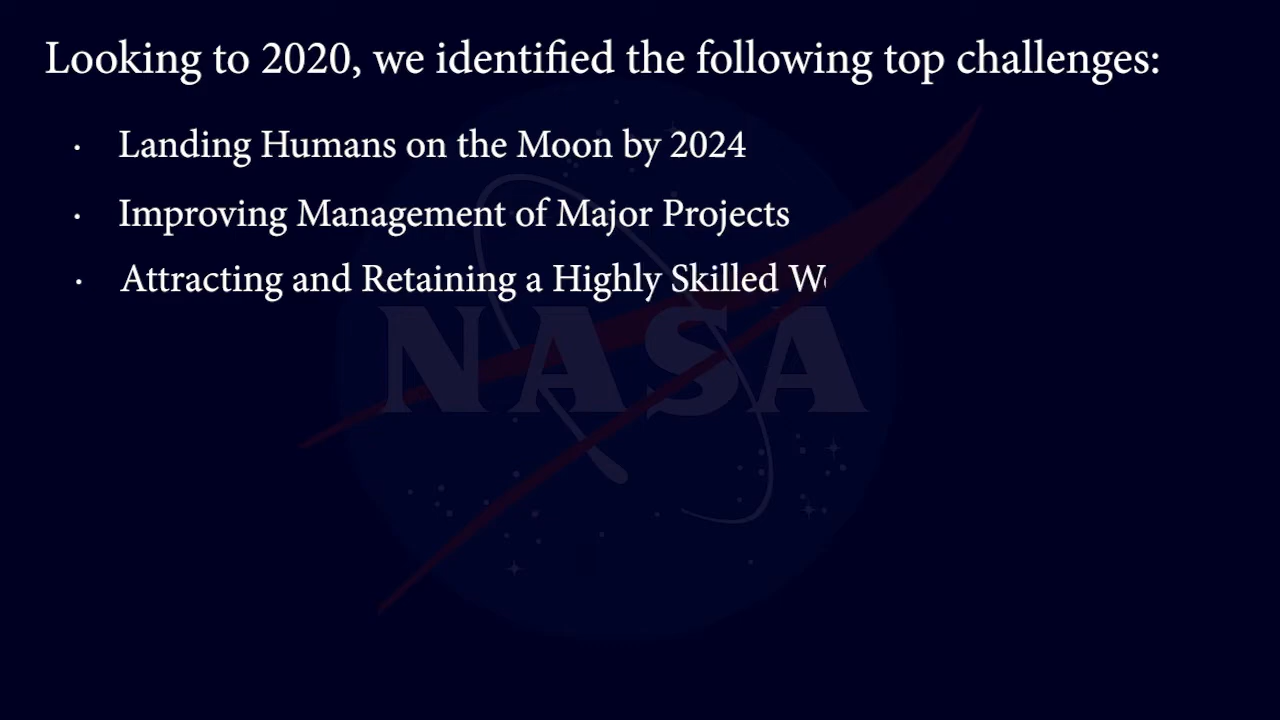 Looking to 2020, we identified the following top challenges:
· Landing Humans on the Moon by 2024
· Improving Management of Major Projects
· Attracting and Retaining a Highly Skilled
NASA